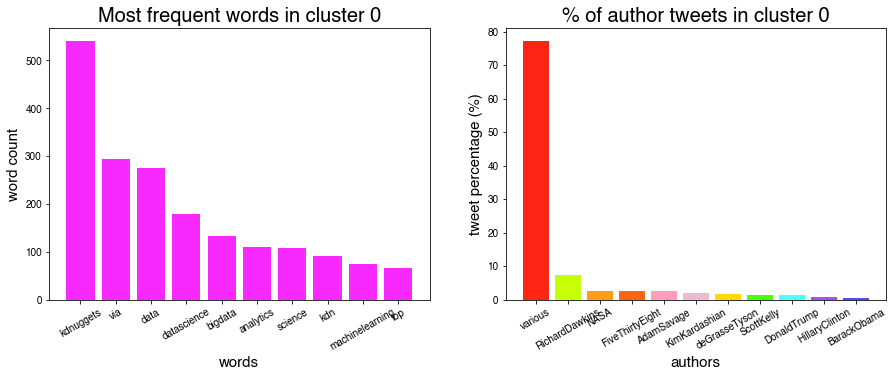 Most frequent words in cluster 0
word count
500
400
300
200
100
0
kdnuggets
via
data
datascience
bigdata
analytics
science
kdn
machinelearning
top
words
% of author tweets in cluster 0
tweet percentage (%)
80
70
60
50
40
30
20
10
0
various
RichardDawkins
NASA
FiveThirtyEight
AdamSavage
KimKardashian
deGrasseTyson
ScottKelly
DonaldTrump
HillaryClinton
BarackObama
authors